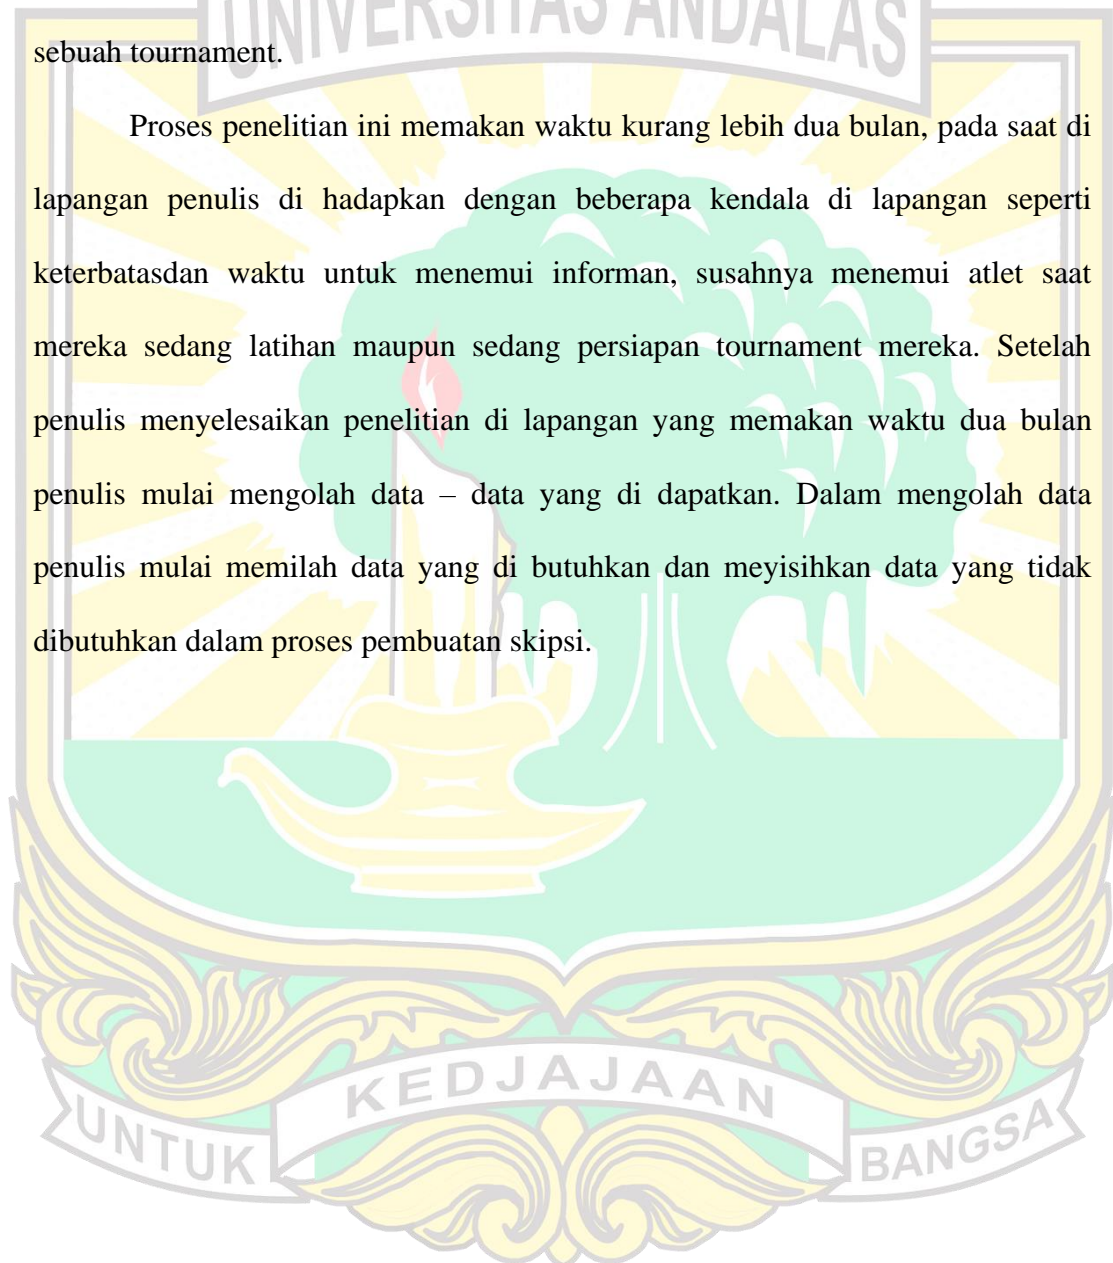 UNIVERSITAS ANDALAS
sebuah tournament.
Proses penelitian ini memakan waktu kurang lebih dua bulan, pada saat di
lapangan penulis di hadapkan dengan beberapa kendala di lapangan seperti
keterbatasdan waktu untuk menemui informan, susahnya menemui atlet saat
mereka sedang latihan maupun sedang persiapan tournament mereka. Setelah
penulis menyelesaikan penelitian di lapangan yang memakan waktu dua bulan
penulis mulai mengolah data – data yang di dapatkan. Dalam mengolah data
penulis mulai memilah data yang di butuhkan dan meyisihkan data yang tidak
dibutuhkan dalam proses pembuatan skipsi.
UNTUK KEDJAJAAN BANGSA